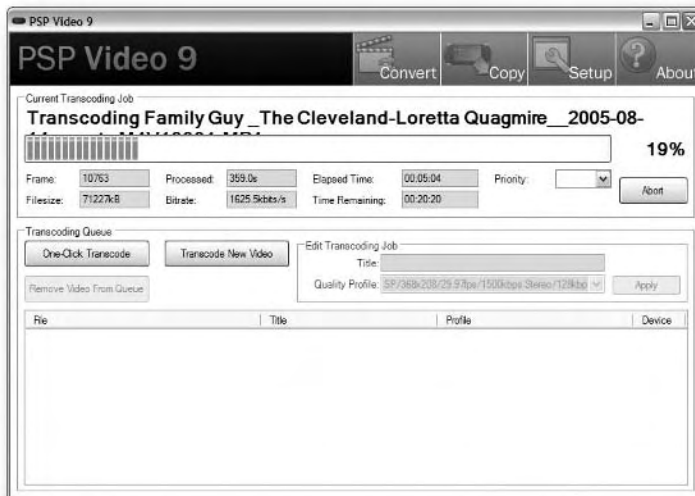 PSP Video 9
PSP Video 9
Convert
Copy
Setup
About
Current Transcoding Job
Transcoding Family Guy _The Cleveland-Loretta Quagmire__2005-08-
19%
Frame: 10763 Processed: 359.0s Elapsed Time: 00:05:04 Priority:
Abort
Filesize: 71227kB Bitrate: 1625.5kbits/s Time Remaining: 00:20:20
Transcoding Queue
One-Click Transcode
Transcode New Video
Edit Transcoding Job
Title:
Remove Video From Queue
Quality Profile: SP/368x208/29.97fps/1500kbps Stereo/128kbp
Apply
File Title Profile Device